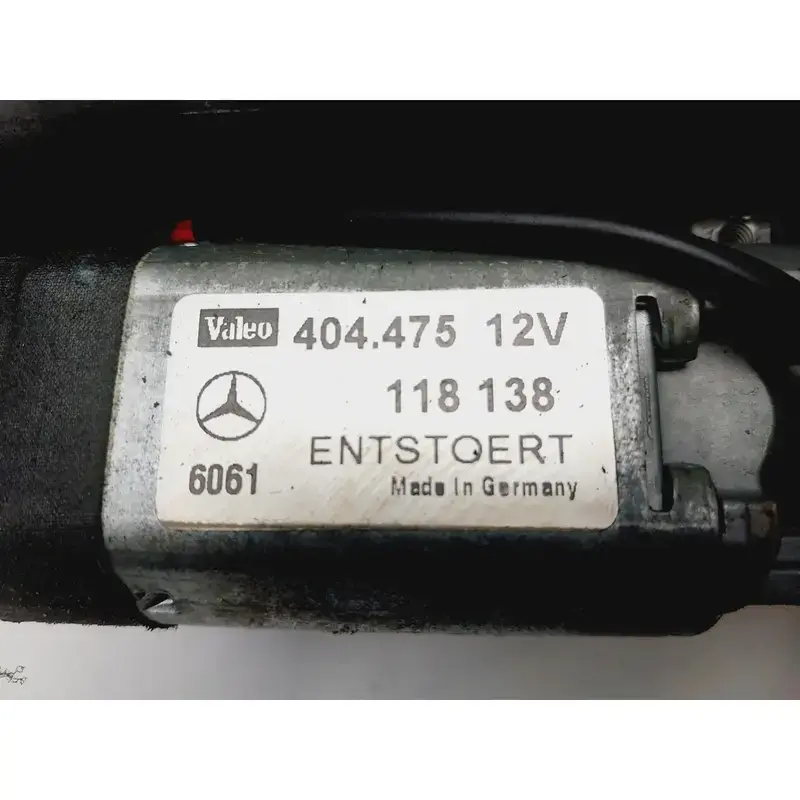 Valeo 404.475 12V
118 138
ENTSTOERT
6061 Made In Germany